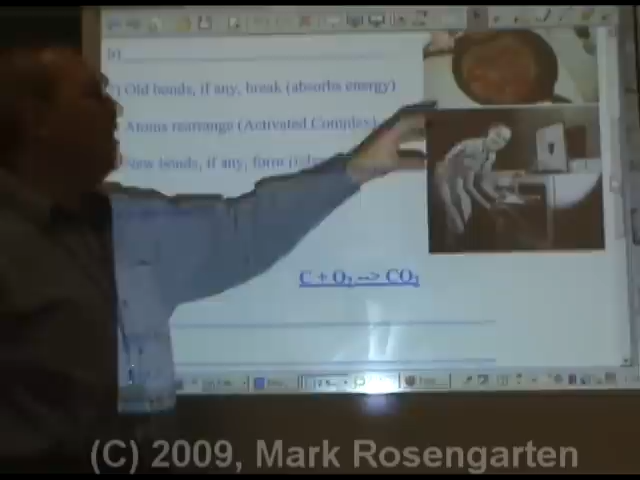 b)
) Old bonds, if any, break (absorbs energy)
Atoms rearrange (Activated Complex)
New bonds, if any, form
C + O2 --> CO2
(C) 2009, Mark Rosengarten